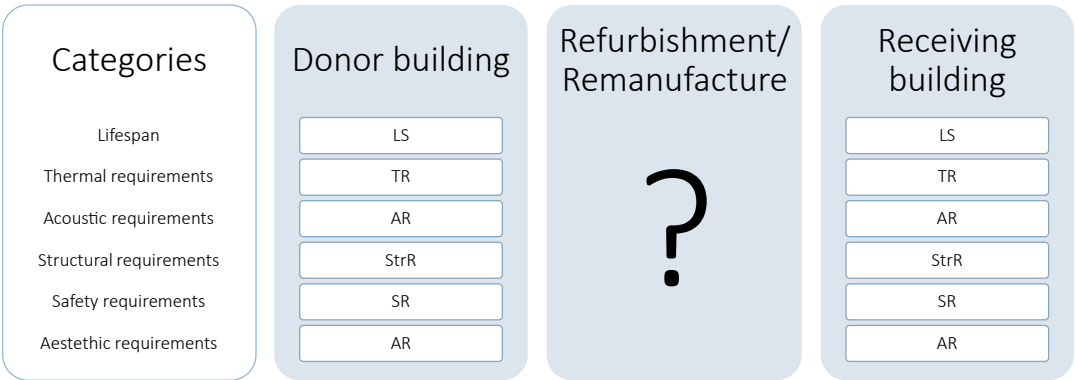 Categories
Lifespan
Thermal requirements
Acoustic requirements
Structural requirements
Safety requirements
Aestethic requirements
Donor building
LS
TR
AR
StrR
SR
AR
Refurbishment/
Remanufacture
?
Receiving
building
LS
TR
AR
StrR
SR
AR